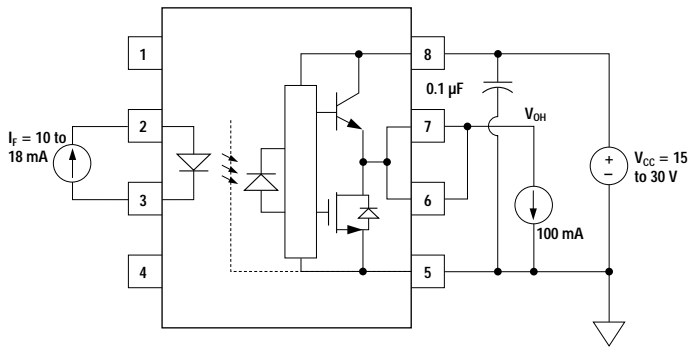 1
8
0.1 µF
I_F = 10 to
18 mA
2
7
V_OH
V_CC = 15
to 30 V
+
–
3
6
100 mA
4
5